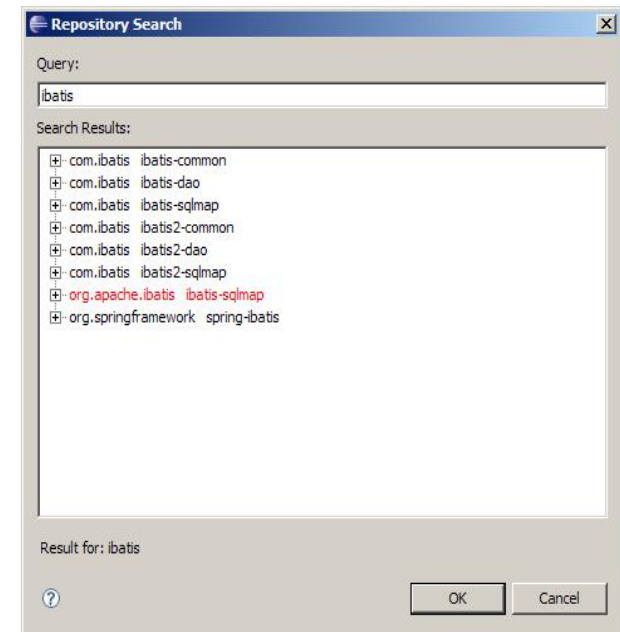 Repository Search
Query:
ibatis
Search Results:
com.ibatis ibatis-common
com.ibatis ibatis-dao
com.ibatis ibatis-sqlmap
com.ibatis ibatis2-common
com.ibatis ibatis2-dao
com.ibatis ibatis2-sqlmap
org.apache.ibatis ibatis-sqlmap
org.springframework spring-ibatis
Result for: ibatis
?
OK Cancel